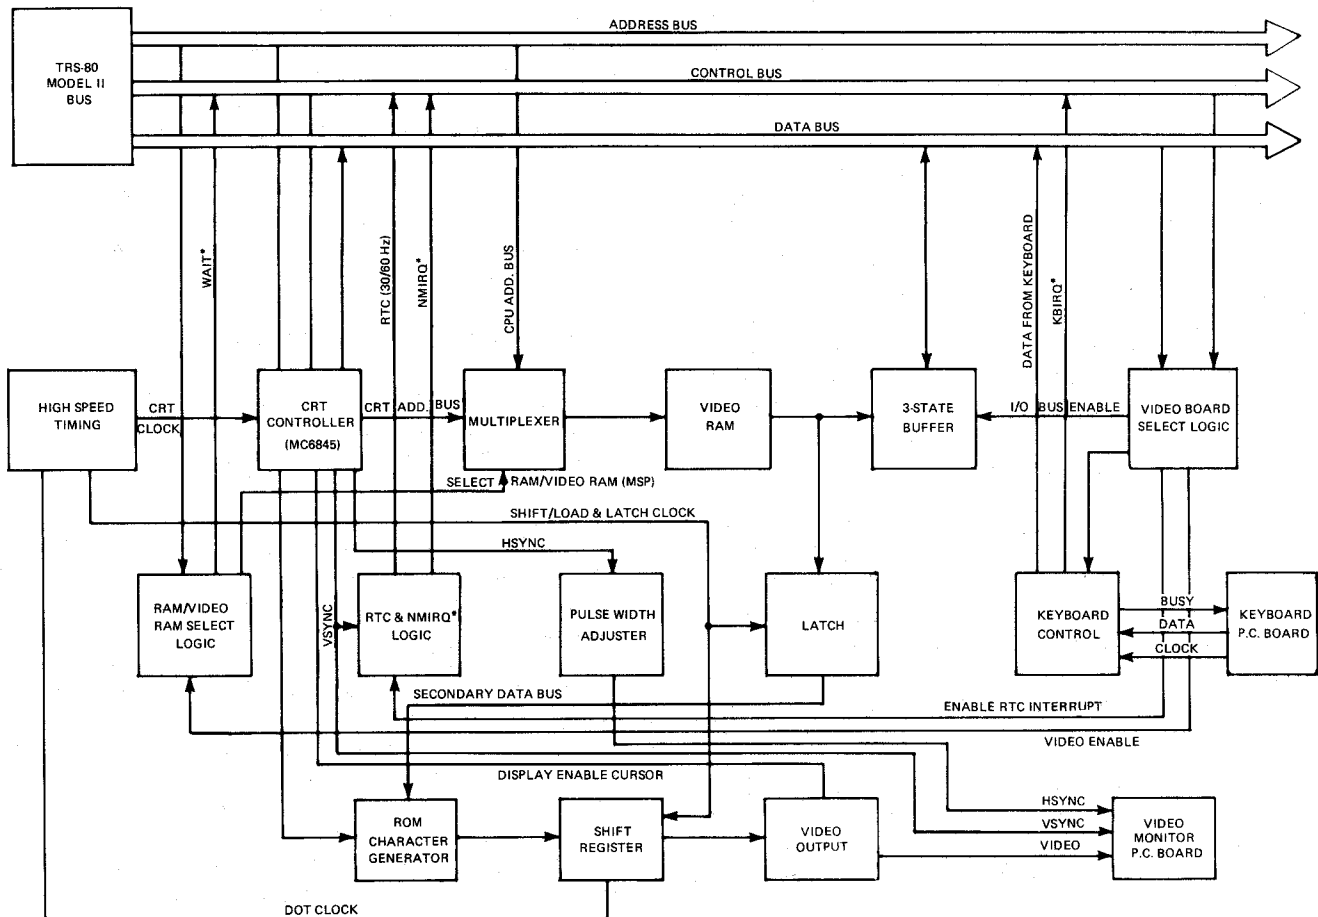 ADDRESS BUS
TRS-80
MODEL II
BUS
CONTROL BUS
DATA BUS
WAIT*
RTC (30/60 Hz)
NMIRQ*
CPU ADD. BUS
DATA FROM KEYBOARD
KBIRQ*
HIGH SPEED
TIMING
CRT
CLOCK
CRT
CONTROLLER
(MC6845)
CRT ADD. BUS
MULTIPLEXER
VIDEO
RAM
3-STATE
BUFFER
I/O BUS ENABLE
VIDEO BOARD
SELECT LOGIC
SELECT RAM/VIDEO RAM (MSP)
SHIFT/LOAD & LATCH CLOCK
HSYNC
RAM/VIDEO
RAM SELECT
LOGIC
VSYNC
RTC & NMIRQ*
LOGIC
PULSE WIDTH
ADJUSTER
LATCH
KEYBOARD
CONTROL
BUSY
DATA
CLOCK
KEYBOARD
P.C. BOARD
SECONDARY DATA BUS
ENABLE RTC INTERRUPT
VIDEO ENABLE
DISPLAY ENABLE CURSOR
ROM
CHARACTER
GENERATOR
SHIFT
REGISTER
VIDEO
OUTPUT
HSYNC
VSYNC
VIDEO
VIDEO
MONITOR
P.C. BOARD
DOT CLOCK